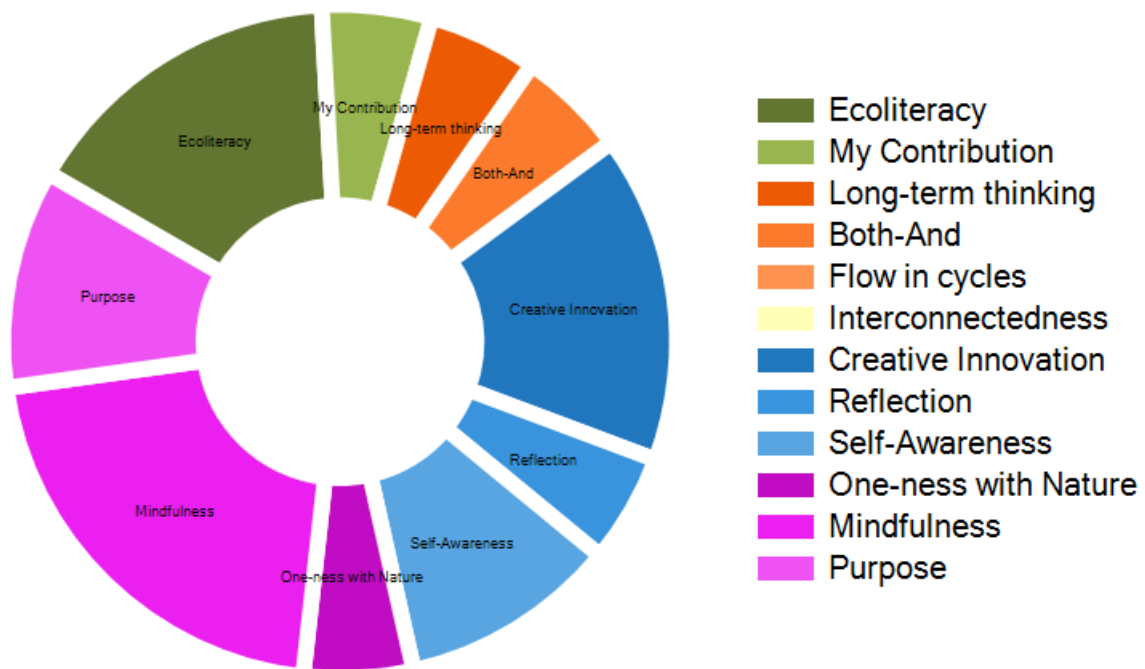 My Contribution
Long-term thinking
Ecoliteracy
Both-And
Purpose
Creative Innovation
Reflection
Mindfulness
Self-Awareness
One-ness with Nature
Ecoliteracy
My Contribution
Long-term thinking
Both-And
Flow in cycles
Interconnectedness
Creative Innovation
Reflection
Self-Awareness
One-ness with Nature
Mindfulness
Purpose